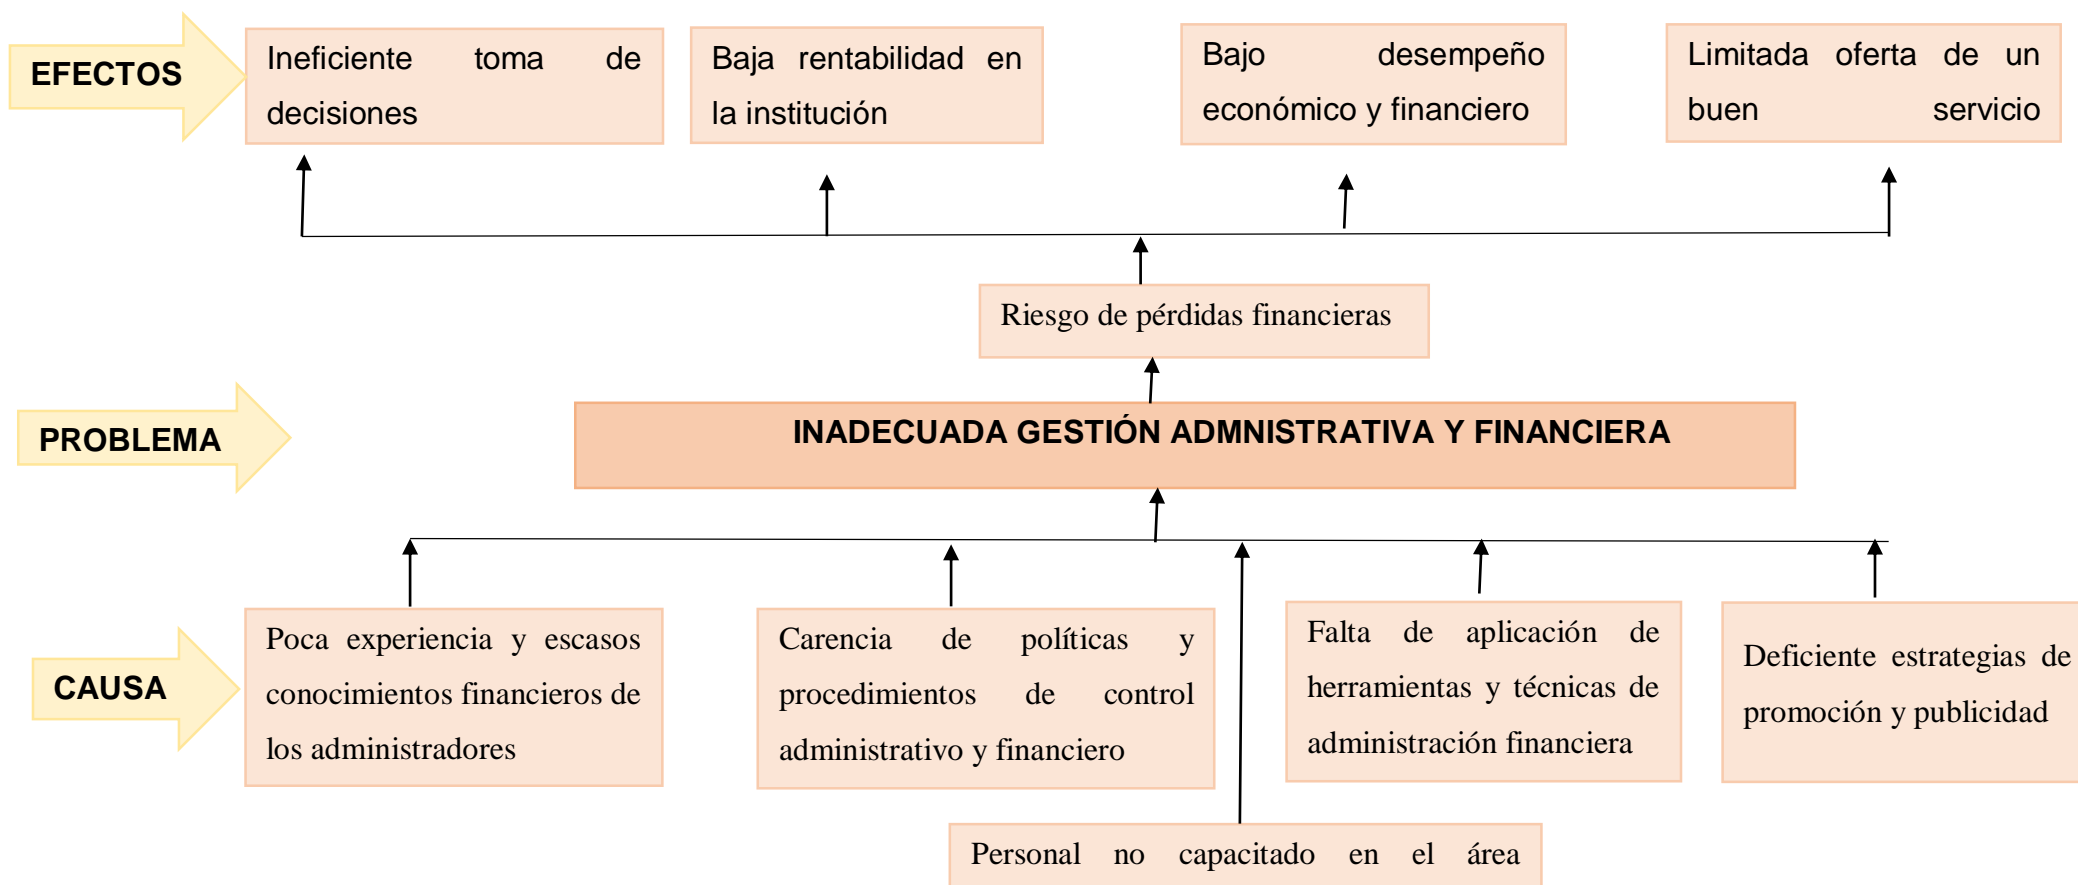 EFECTOS
Ineficiente toma de
decisiones
Baja rentabilidad en
la institución
Bajo desempeño
económico y financiero
Limitada oferta de un
buen servicio
Riesgo de pérdidas financieras
PROBLEMA
INADECUADA GESTIÓN ADMNISTRATIVA Y FINANCIERA
CAUSA
Poca experiencia y escasos
conocimientos financieros de
los administradores
Carencia de políticas y
procedimientos de control
administrativo y financiero
Falta de aplicación de
herramientas y técnicas de
administración financiera
Deficiente estrategias de
promoción y publicidad
Personal no capacitado en el área